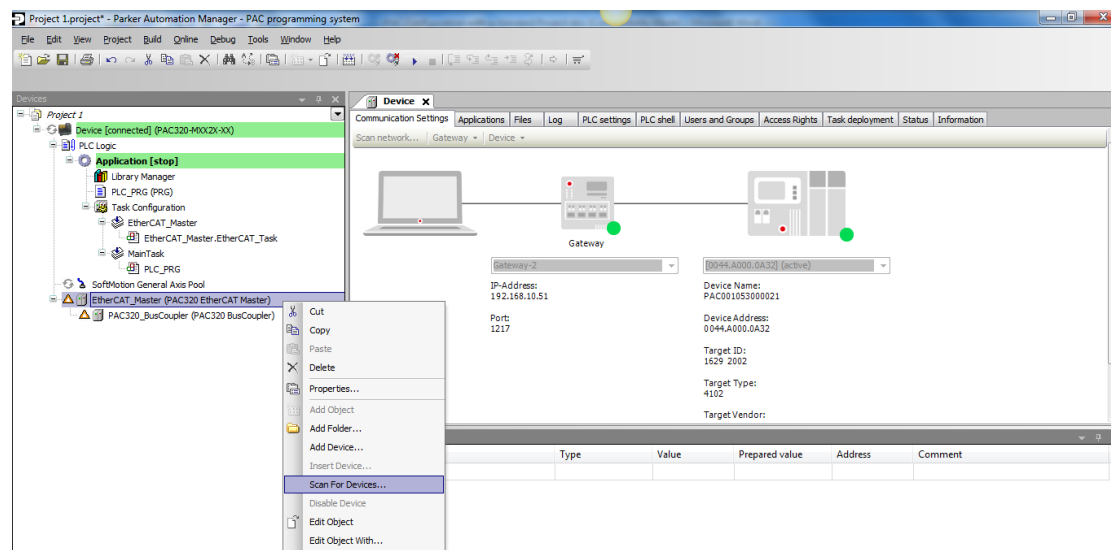 Project 1.project* - Parker Automation Manager - PAC programming system
File Edit View Project Build Online Debug Tools Window Help
Devices
Project 1
Device [connected] (PAC320-MXX2X-XX)
PLC Logic
Application [stop]
Library Manager
PLC_PRG (PRG)
Task Configuration
EtherCAT_Master
EtherCAT_Master.EtherCAT_Task
MainTask
PLC_PRG
SoftMotion General Axis Pool
EtherCAT_Master (PAC320 EtherCAT Master)
PAC320_BusCoupler (PAC320 BusCoupler)
Cut
Copy
Paste
Delete
Properties...
Add Object
Add Folder...
Add Device...
Insert Device...
Scan For Devices...
Disable Device
Edit Object
Edit Object With...
Device
Communication Settings Applications Files Log PLC settings PLC shell Users and Groups Access Rights Task deployment Status Information
Scan network... Gateway Device
Gateway
Gateway-2
IP-Address:
192.168.10.51
Port:
1217
[0044.A000.0A32] (active)
Device Name:
PAC001053000021
Device Address:
0044.A000.0A32
Target ID:
1629 2002
Target Type:
4102
Target Vendor:
Type Value Prepared value Address Comment